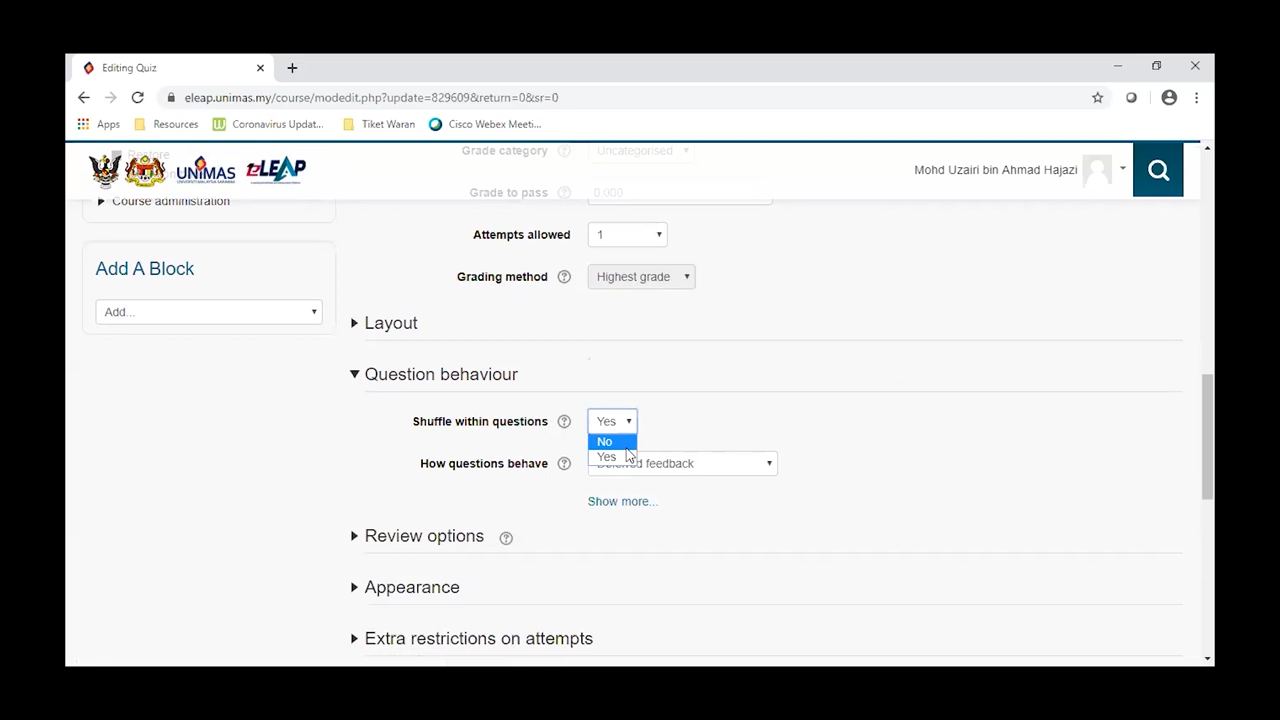 Editing Quiz
eleap.unimas.my/course/modedit.php?update=829609&return=0&sr=0
Apps Resources Coronavirus Updat... Tiket Waran Cisco Webex Meeti...
Restore
Grade category Uncategorised
UNIMAS eLEAP Mohd Uzairi bin Ahmad Hajazi
Grade to pass 0.000
Course administration
Attempts allowed 1
Add A Block
Grading method Highest grade
Add...
Layout
Question behaviour
Shuffle within questions Yes
No
Yes
How questions behave feedback
Show more...
Review options
Appearance
Extra restrictions on attempts